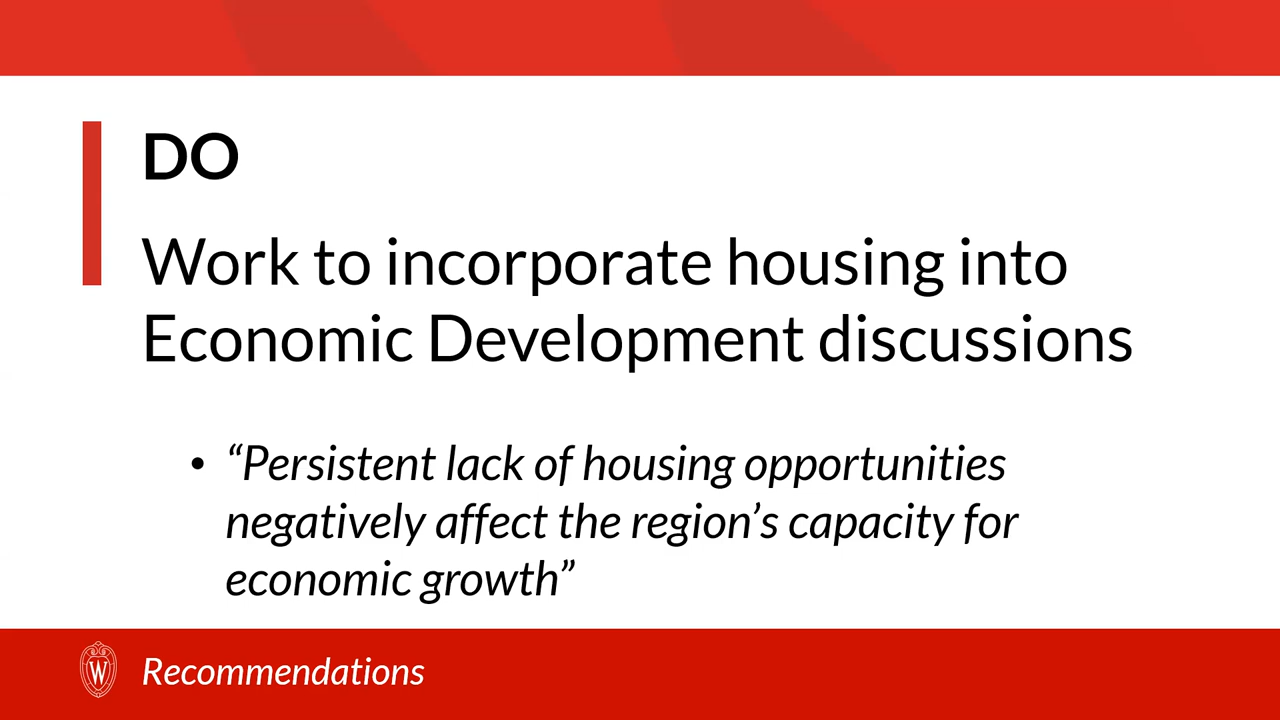 DO
Work to incorporate housing into
Economic Development discussions
• “Persistent lack of housing opportunities
negatively affect the region’s capacity for
economic growth”
W
Recommendations